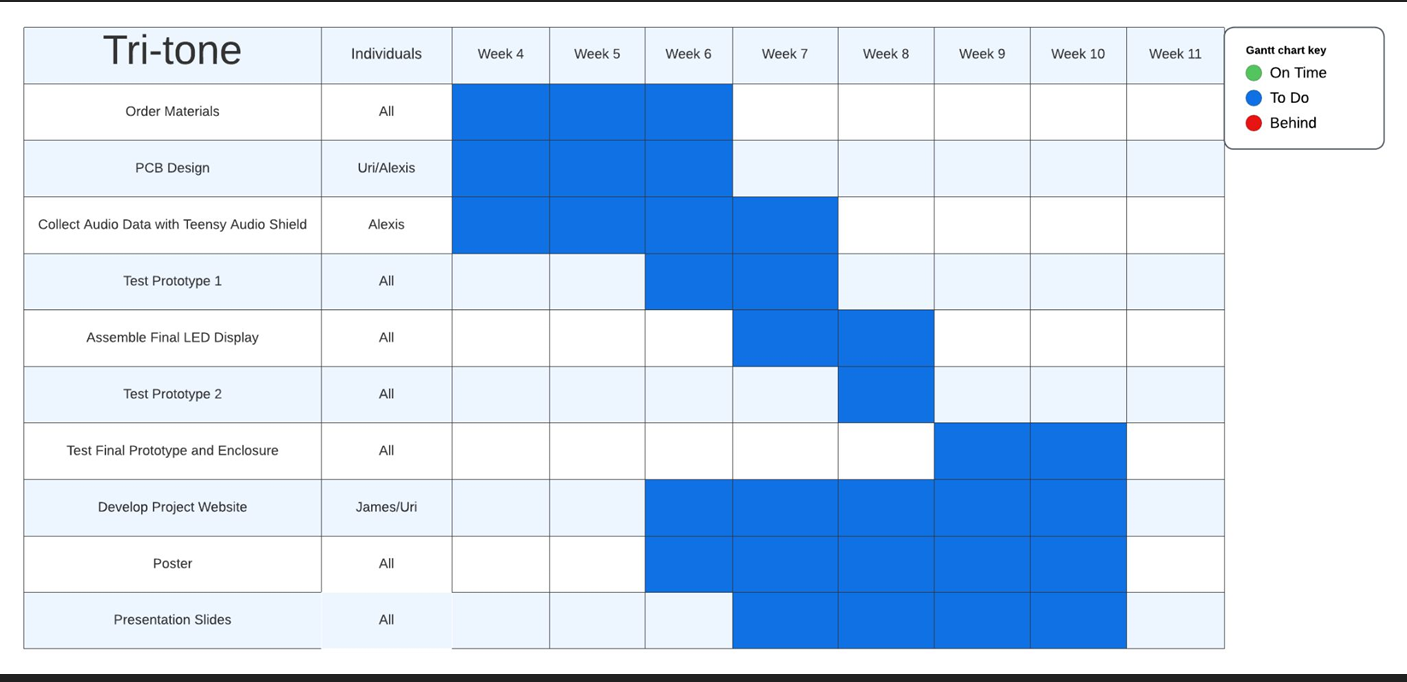 Tri-tone Individuals Week 4 Week 5 Week 6 Week 7 Week 8 Week 9 Week 10 Week 11
Order Materials All
PCB Design Uri/Alexis
Collect Audio Data with Teensy Audio Shield Alexis
Test Prototype 1 All
Assemble Final LED Display All
Test Prototype 2 All
Test Final Prototype and Enclosure All
Develop Project Website James/Uri
Poster All
Presentation Slides All
Gantt chart key
On Time
To Do
Behind